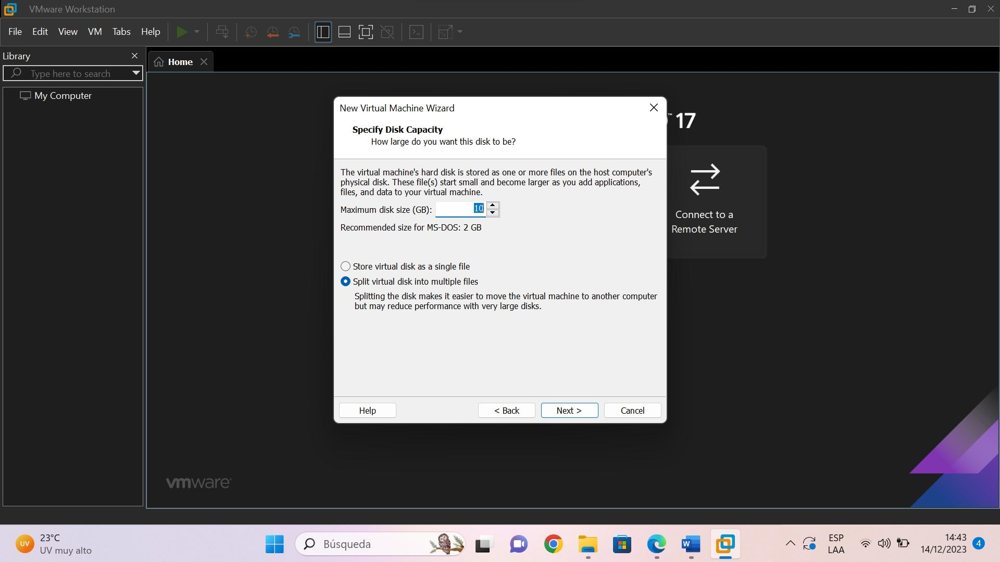 VMware Workstation
File Edit View VM Tabs Help
Library
Home
Type here to search
My Computer
™ 17
New Virtual Machine Wizard
Specify Disk Capacity
How large do you want this disk to be?
The virtual machine's hard disk is stored as one or more files on the host computer's
physical disk. These file(s) start small and become larger as you add applications,
files, and data to your virtual machine.
Maximum disk size (GB): 10
Recommended size for MS-DOS: 2 GB
Connect to a
Remote Server
Store virtual disk as a single file
Split virtual disk into multiple files
Splitting the disk makes it easier to move the virtual machine to another computer
but may reduce performance with very large disks.
Help < Back Next > Cancel
vmware
UV
23°C
UV muy alto
Búsqueda
W
ESP
LAA
14:43
14/12/2023
4